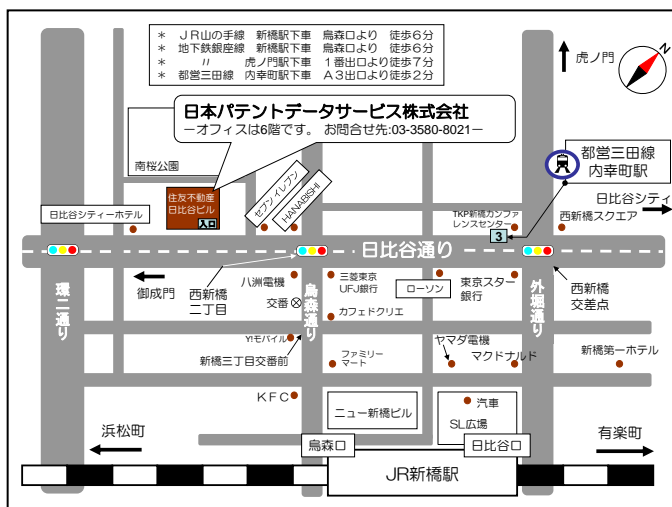 ＊ ＪＲ山の手線 新橋駅下車 烏森口より 徒歩６分
＊ 地下鉄銀座線 新橋駅下車 烏森口より 徒歩６分
＊ 〃 虎ノ門駅下車 １番出口より徒歩７分
＊ 都営三田線 内幸町駅下車 Ａ３出口より徒歩２分
虎ノ門
N
日本パテントデータサービス株式会社
－オフィスは6階です。 お問合せ先:03-3580-8021－
都営三田線
内幸町駅
南桜公園
住友不動産
日比谷ビル
入口
セブンイレブン
HANABISHI
日比谷シティ
日比谷シティーホテル
TKP新橋カンファ
レンスセンター
西新橋スクエア
3
日比谷通り
御成門
西新橋
二丁目
八洲電機
三菱東京
UFJ銀行
ローソン
東京スター
銀行
西新橋
交差点
環二通り
烏森通り
外堀通り
交番
カフェドクリエ
Y!モバイル
新橋三丁目交番前
ファミリー
マート
ヤマダ電機
マクドナルド
新橋第一ホテル
ＫＦＣ
ニュー新橋ビル
汽車
SL広場
浜松町
烏森口
日比谷口
有楽町
JR新橋駅